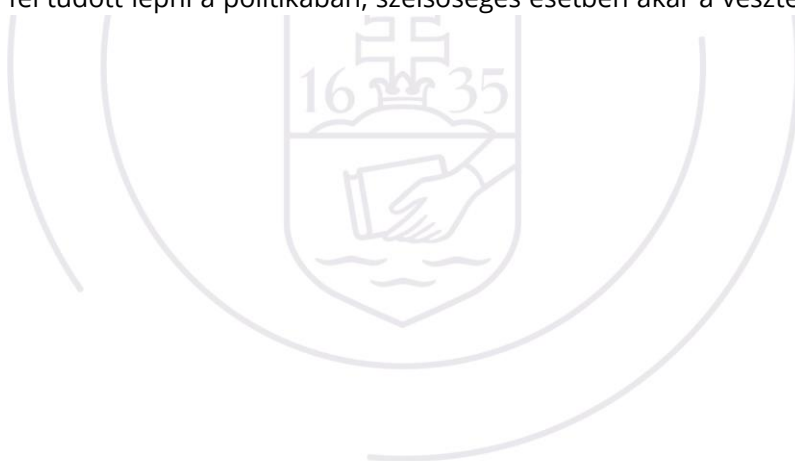 fel tudott lépni a politikában, szélsőséges esetben akár a veszte
16 35